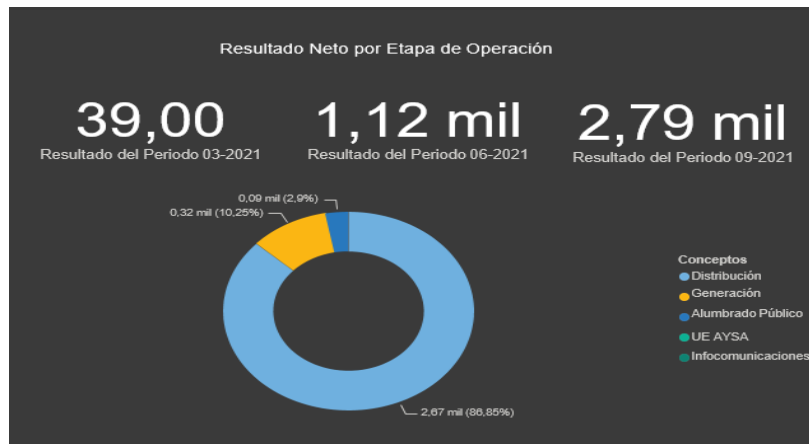 Resultado Neto por Etapa de Operación
39,00
Resultado del Periodo 03-2021
1,12 mil
Resultado del Periodo 06-2021
2,79 mil
Resultado del Periodo 09-2021
0,09 mil (2,9%)
0,32 mil (10,25%)
2,67 mil (86,85%)
Conceptos
Distribución
Generación
Alumbrado Público
UE AYSA
Infocomunicaciones